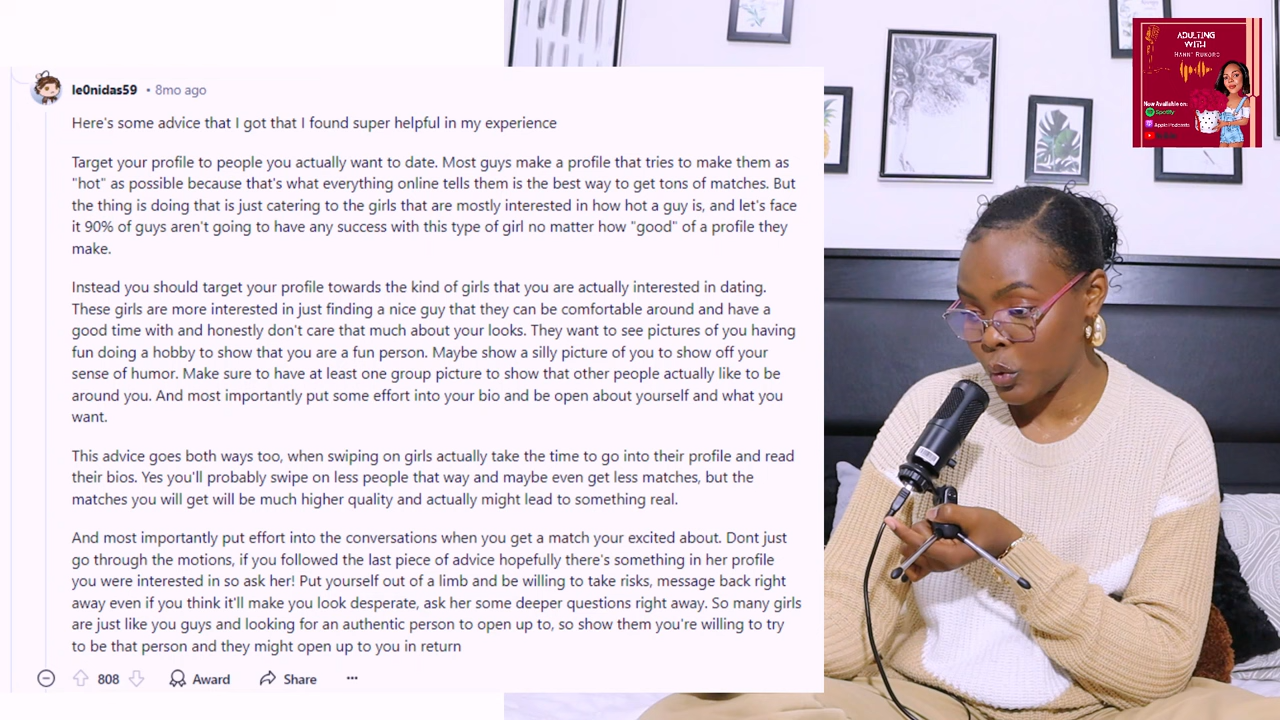 le0nidas59 • 8mo ago
Here's some advice that I got that I found super helpful in my experience
Target your profile to people you actually want to date. Most guys make a profile that tries to make them as
"hot" as possible because that's what everything online tells them is the best way to get tons of matches. But
the thing is doing that is just catering to the girls that are mostly interested in how hot a guy is, and let's face
it 90% of guys aren't going to have any success with this type of girl no matter how "good" of a profile they
make.
Instead you should target your profile towards the kind of girls that you are actually interested in dating.
These girls are more interested in just finding a nice guy that they can be comfortable around and have a
good time with and honestly don't care that much about your looks. They want to see pictures of you having
fun doing a hobby to show that you are a fun person. Maybe show a silly picture of you to show off your
sense of humor. Make sure to have at least one group picture to show that other people actually like to be
around you. And most importantly put some effort into your bio and be open about yourself and what you
want.
This advice goes both ways too, when swiping on girls actually take the time to go into their profile and read
their bios. Yes you'll probably swipe on less people that way and maybe even get less matches, but the
matches you will get will be much higher quality and actually might lead to something real.
And most importantly put effort into the conversations when you get a match your excited about. Dont just
go through the motions, if you followed the last piece of advice hopefully there's something in her profile
you were interested in so ask her! Put yourself out of a limb and be willing to take risks, message back right
away even if you think it'll make you look desperate, ask her some deeper questions right away. So many girls
are just like you guys and looking for an authentic person to open up to, so show them you're willing to try
to be that person and they might open up to you in return
808 Award Share
ADULTING
WITH
HANNY RUKORO
Now Available on:
Spotify
Apple Podcasts